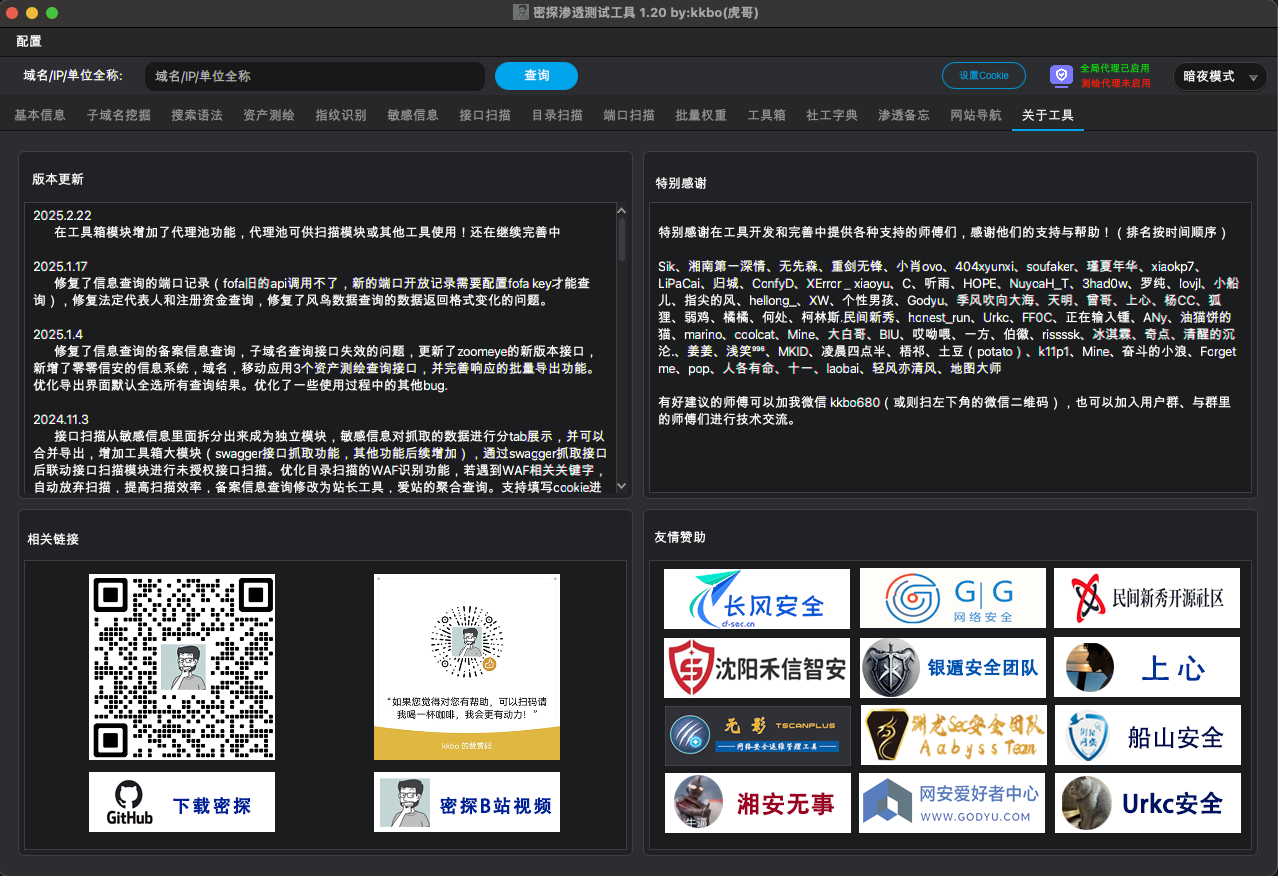 密探渗透测试工具 1.20 by:kkbo(虎哥)
配置
域名/IP/单位全称:
域名/IP/单位全称
查询
设置Cookie
全局代理已启用
测绘代理未启用
暗夜模式
基本信息 子域名挖掘 搜索语法 资产测绘 指纹识别 敏感信息 接口扫描 目录扫描 端口扫描 批量权重 工具箱 社工字典 渗透备忘 网站导航 关于工具
版本更新
2025.2.22
在工具箱模块增加了代理池功能，代理池可供扫描模块或其他工具使用！还在继续完善中
2025.1.17
修复了信息查询的端口记录（fofa旧的api调用不了，新的端口开放记录需要配置fofa key才能查
询），修复法定代表人和注册资金查询，修复了风鸟数据查询的数据返回格式变化的问题。
2025.1.4
修复了信息查询的备案信息查询，子域名查询接口失效的问题，更新了zoomeye的新版本接口，
新增了零零信安的信息系统，域名，移动应用3个资产测绘查询接口，并完善响应的批量导出功能。
优化导出界面默认全选所有查询结果。优化了一些使用过程中的其他bug.
2024.11.3
接口扫描从敏感信息里面拆分出来成为独立模块，敏感信息对抓取的数据进行分tab展示，并可以
合并导出，增加工具箱大模块（swagger接口抓取功能，其他功能后续增加），通过swagger抓取接口
后联动接口扫描模块进行未授权接口扫描。优化目录扫描的WAF识别功能，若遇到WAF相关关键字，
自动放弃扫描，提高扫描效率，备案信息查询修改为站长工具，爱站的聚合查询。支持填写cookie进
特别感谢
特别感谢在工具开发和完善中提供各种支持的师傅们，感谢他们的支持与帮助！（排名按时间顺序）
Sik、湘南第一深情、无先森、重剑无锋、小肖ovo、404xyunxi、soufaker、瑾夏年华、xiaokp7、
LiPaCai、归城、ConfyD、XError _ xiaoyu、C、听雨、HOPE、NuyoaH_T、3had0w、罗纯、lovjl、小船
儿、指尖的风、hellong_、XW、个性男孩、Godyu、季风吹向大海、天明、曾哥、上心、杨CC、狐
狸、弱鸡、橘橘、何处、柯林斯.民间新秀、honest_run、Urkc、FF0C、正在输入锺、ANy、油猫饼的
猫、marino、coolcat、Mine、大白哥、BIU、哎呦喂、一方、伯徽、rissssk、冰淇霖、奇点、清醒的沉
沦.、姜姜、浅笑⁹⁹⁶、MKID、凌晨四点半、梧祁、土豆（potato）、k11p1、Mine、奋斗的小浪、Forget
me、pop、人各有命、十一、laobai、轻风亦清风、地图大师
有好建议的师傅可以加我微信 kkbo680（或则扫左下角的微信二维码），也可以加入用户群、与群里
的师傅们进行技术交流。
相关链接
“如果您觉得对您有帮助，可以扫码请
我喝一杯咖啡，我会更有动力！”
kkbo 的赞赏码
GitHub
下载密探
密探B站视频
友情赞助
长风安全
cf-sec.cn
G|G
网络安全
民间新秀开源社区
沈阳禾信智安
银遁安全团队
上心
无影 TSCANPLUS
网络安全运维管理工具
渊龙Sec安全团队
Aabyss Team
船山安全
牛逼
湘安无事
网安爱好者中心
WWW.GODYU.COM
Urkc安全